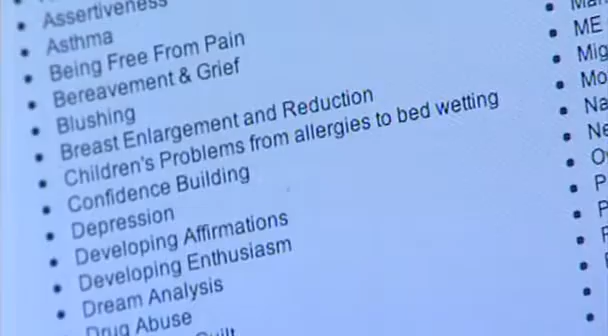 Assertiveness
• Asthma
• Being Free From Pain
• Bereavement & Grief
• Blushing
• Breast Enlargement and Reduction
• Children's Problems from allergies to bed wetting
• Confidence Building
• Depression
• Developing Affirmations
• Developing Enthusiasm
• Dream Analysis
• Drug Abuse
• ME
• Mig
• Mo
• Na
• Ne